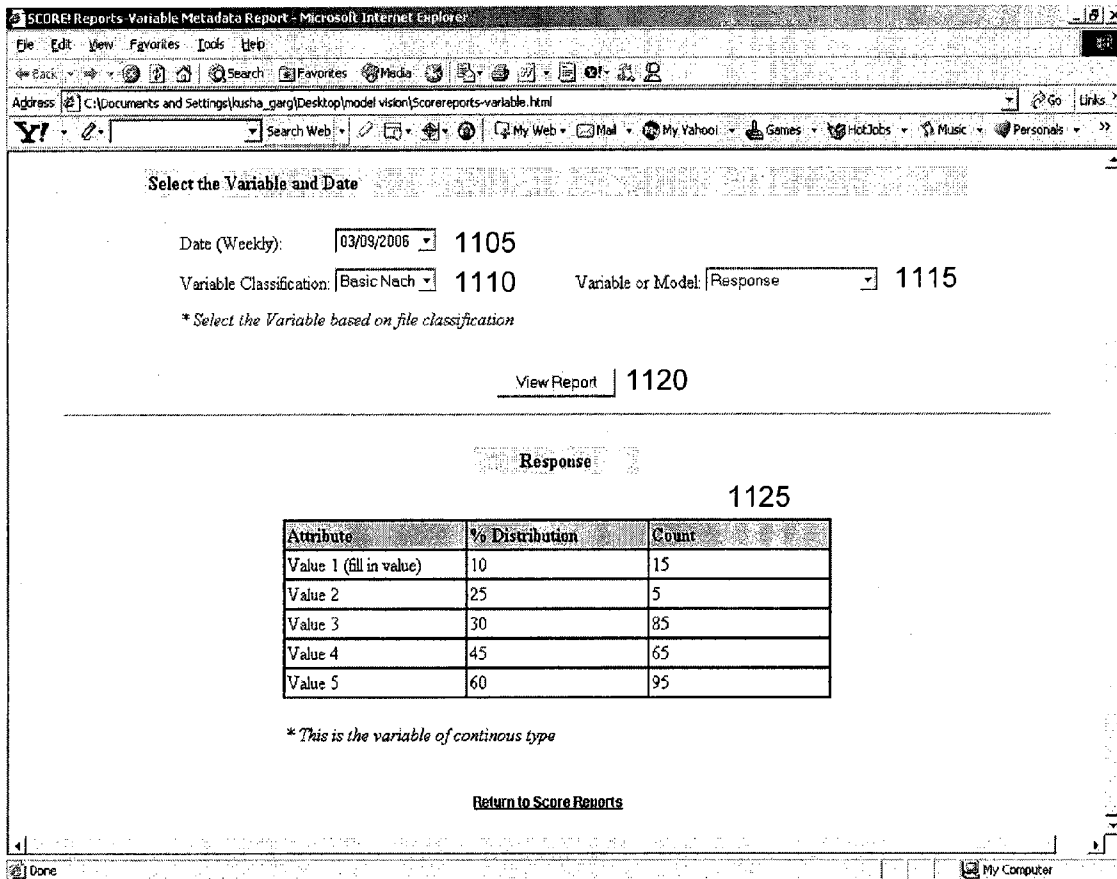 SCORE! Reports-Variable Metadata Report - Microsoft Internet Explorer
File Edit View Favorites Tools Help
Back Search Favorites Media
Address C:\Documents and Settings\kusha_garg\Desktop\model vision\Scorereports-variable.html Go Links
Y! Search Web My Web Mail My Yahoo! Games HotJobs Music Personals
Select the Variable and Date
Date (Weekly): 03/09/2006 1105
Variable Classification: Basic Nach 1110 Variable or Model: Response 1115
* Select the Variable based on file classification
View Report 1120
Response
1125
Attribute % Distribution Count
Value 1 (fill in value) 10 15
Value 2 25 5
Value 3 30 85
Value 4 45 65
Value 5 60 95
* This is the variable of continous type
Return to Score Reports
Done My Computer